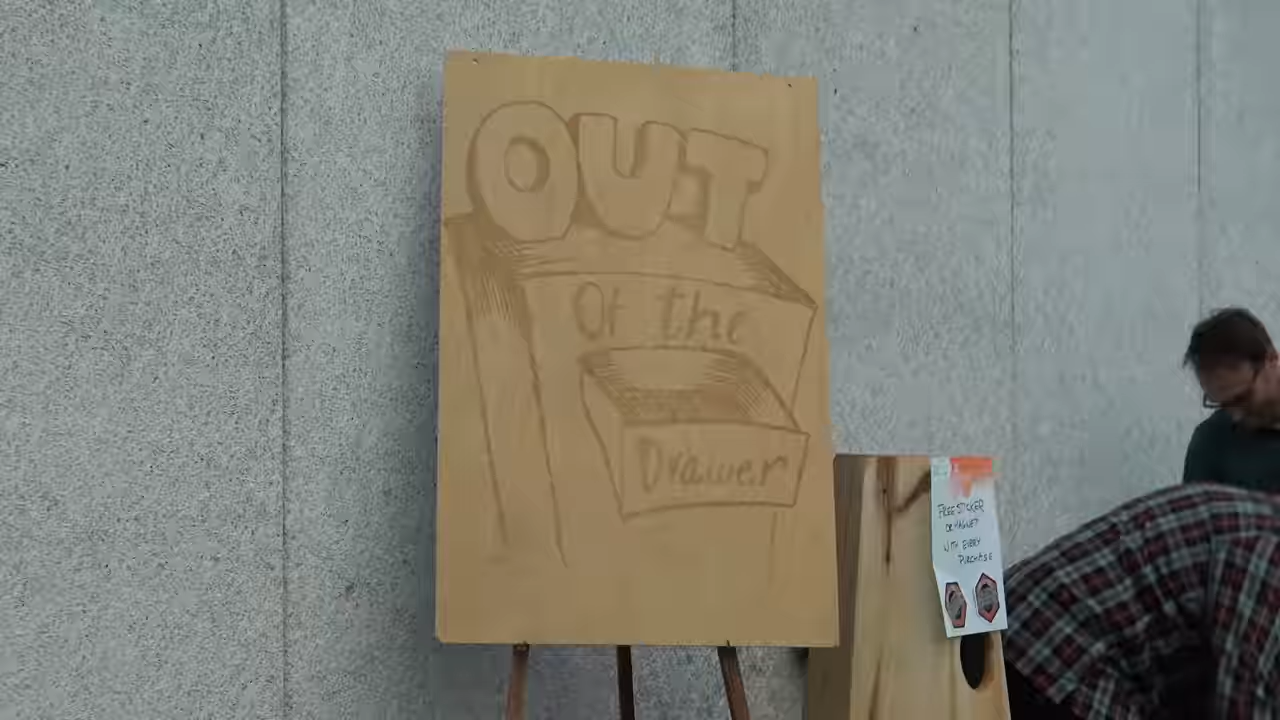 OUT
Of the
Drawer
FREE STICKER
OR MAGNET
WITH EVERY
PURCHASE